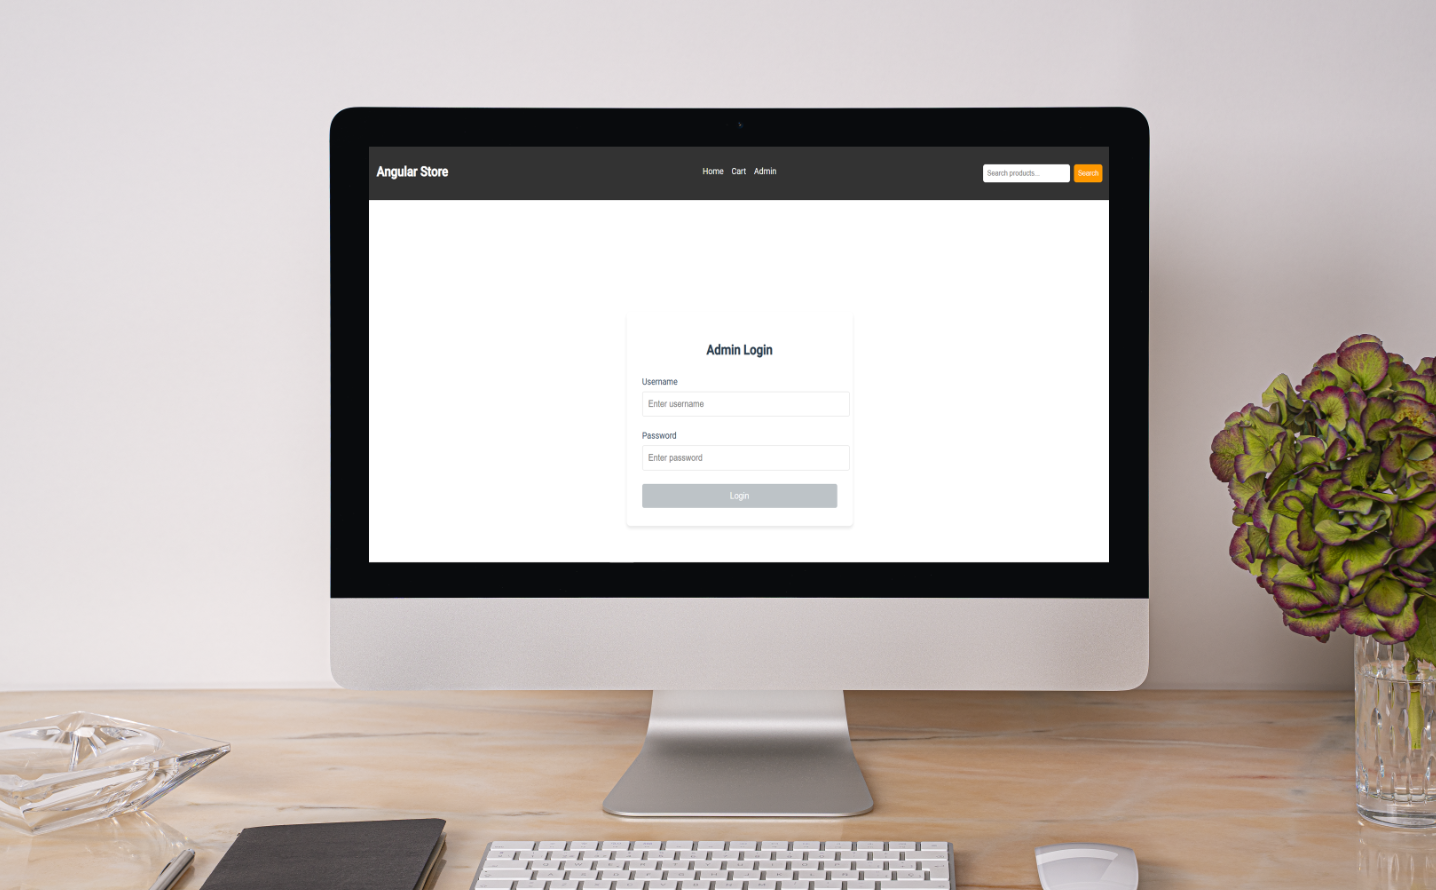 Angular Store
Home Cart Admin
Search products...
Search
Admin Login
Username
Enter username
Password
Enter password
Login